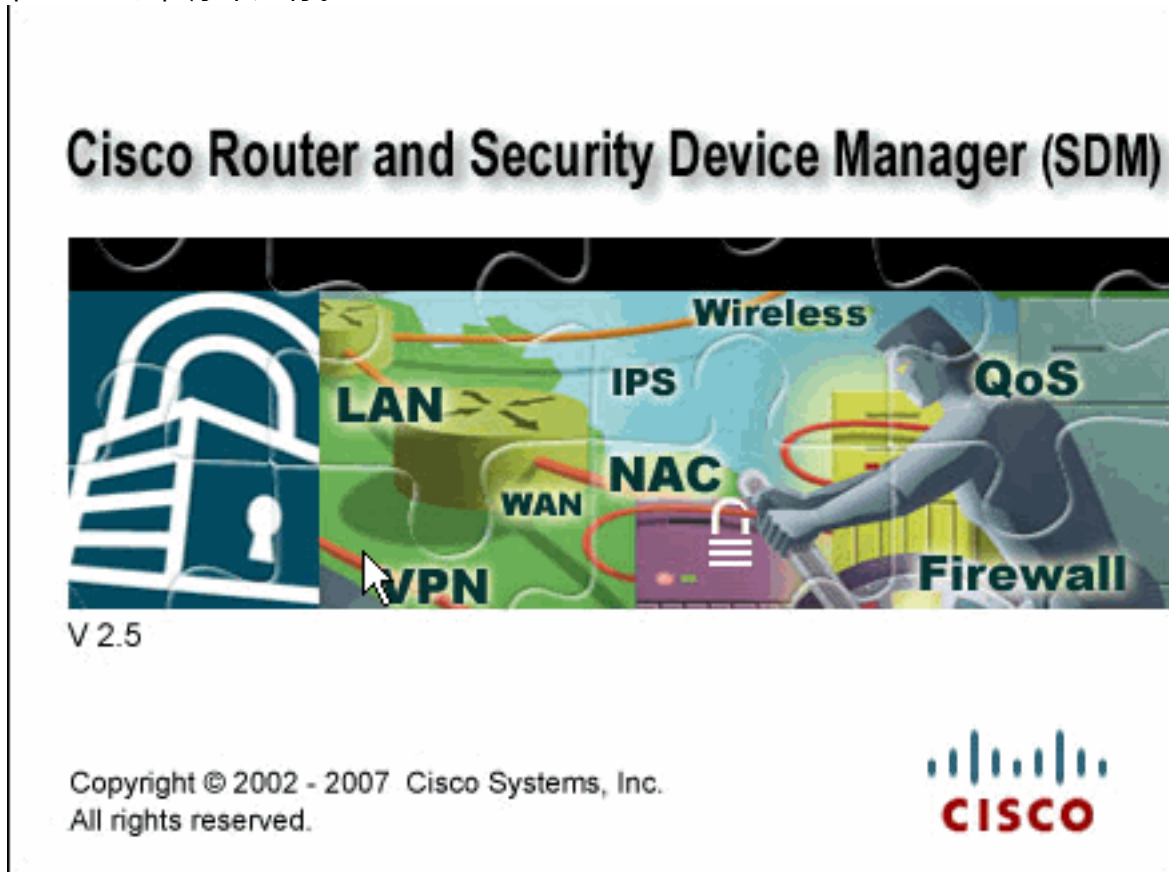 Cisco Router and Security Device Manager (SDM)
Wireless
IPS
QoS
LAN
NAC
WAN
VPN
Firewall
V 2.5
Copyright © 2002 - 2007 Cisco Systems, Inc.
All rights reserved.
CISCO